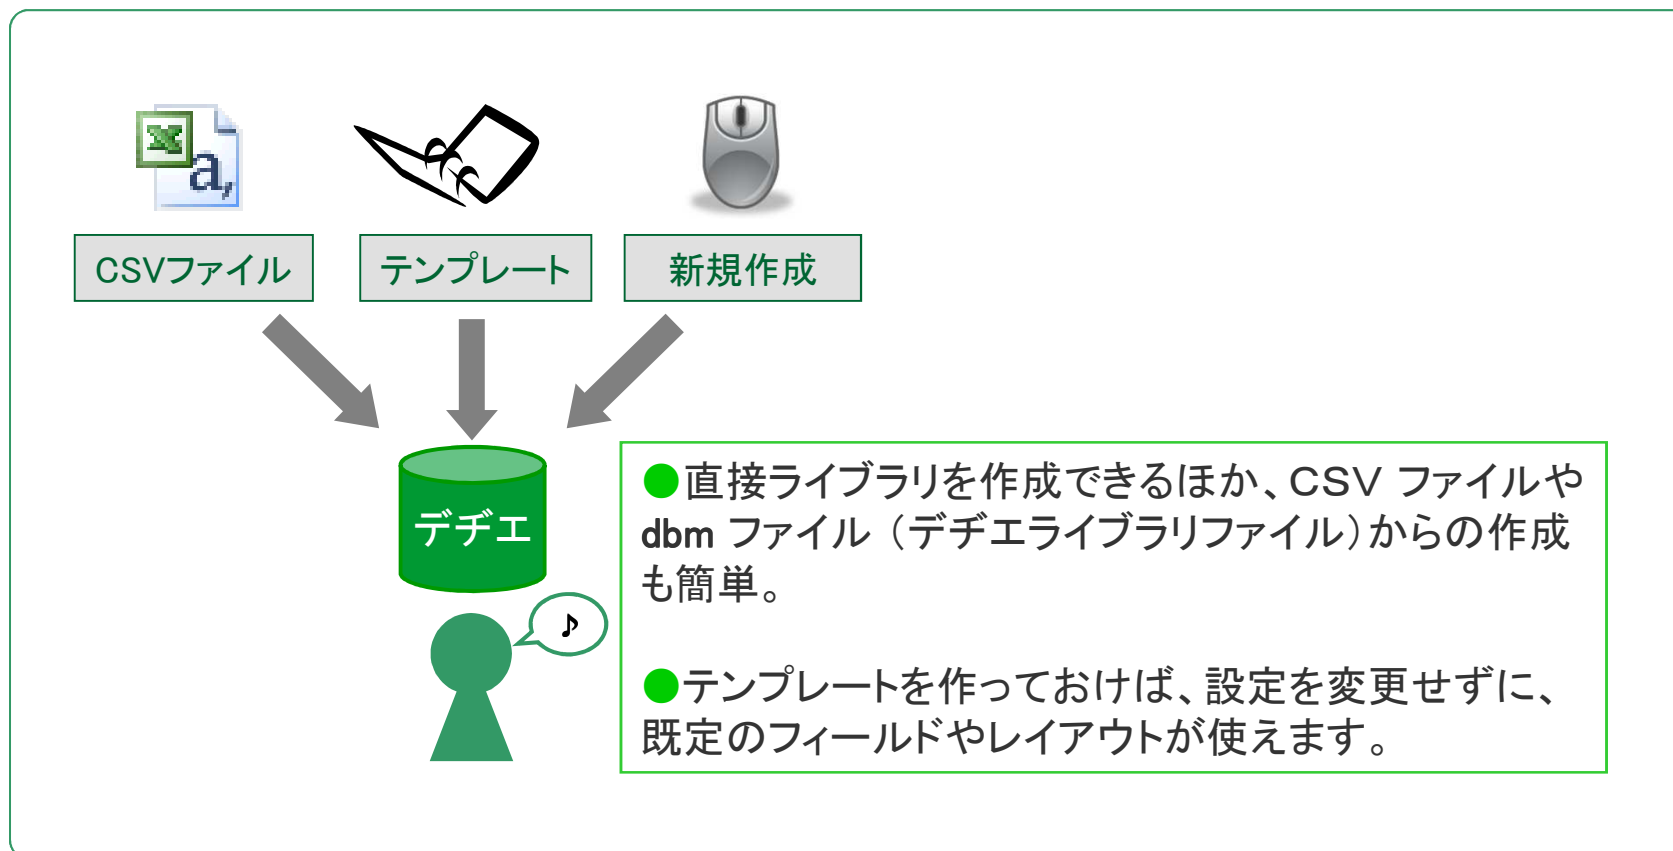 a,
CSVファイル
テンプレート
新規作成
デヂエ
♪
●直接ライブラリを作成できるほか、CSV ファイルや
dbm ファイル（デヂエライブラリファイル）からの作成
も簡単。
●テンプレートを作っておけば、設定を変更せずに、
既定のフィールドやレイアウトが使えます。